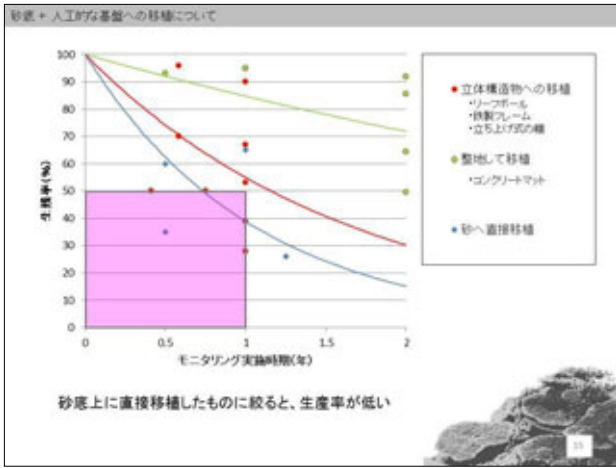 砂底 + 人工的な基盤への移植について
100
90
80
70
60
50
40
30
20
10
0
生残率(%)
0
0.5
1
1.5
2
モニタリング実施時期(年)
立体構造物への移植
・リーフボール
・鉄製フレーム
・立ち上げ式の棚
整地して移植
・コンクリートマット
砂へ直接移植
砂底上に直接移植したものに絞ると、生産率が低い
15